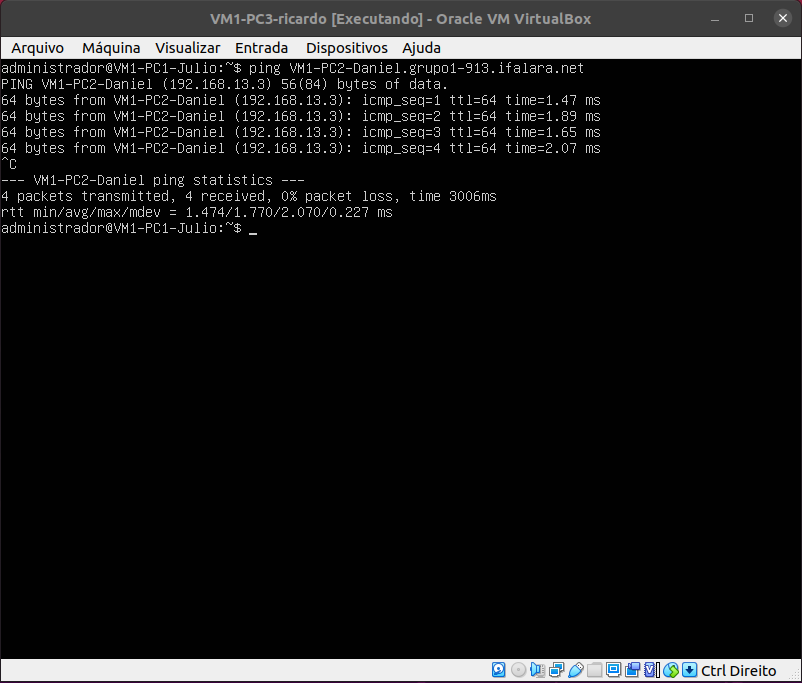 VM1-PC3-ricardo [Executando] - Oracle VM VirtualBox
Arquivo Máquina Visualizar Entrada Dispositivos Ajuda
administrador@VM1-PC1-Julio:~$ ping VM1-PC2-Daniel.grupo1-913.ifalara.net
PING VM1-PC2-Daniel (192.168.13.3) 56(84) bytes of data.
64 bytes from VM1-PC2-Daniel (192.168.13.3): icmp_seq=1 ttl=64 time=1.47 ms
64 bytes from VM1-PC2-Daniel (192.168.13.3): icmp_seq=2 ttl=64 time=1.89 ms
64 bytes from VM1-PC2-Daniel (192.168.13.3): icmp_seq=3 ttl=64 time=1.65 ms
64 bytes from VM1-PC2-Daniel (192.168.13.3): icmp_seq=4 ttl=64 time=2.07 ms
^C
--- VM1-PC2-Daniel ping statistics ---
4 packets transmitted, 4 received, 0% packet loss, time 3006ms
rtt min/avg/max/mdev = 1.474/1.770/2.070/0.227 ms
administrador@VM1-PC1-Julio:~$ _
Ctrl Direito